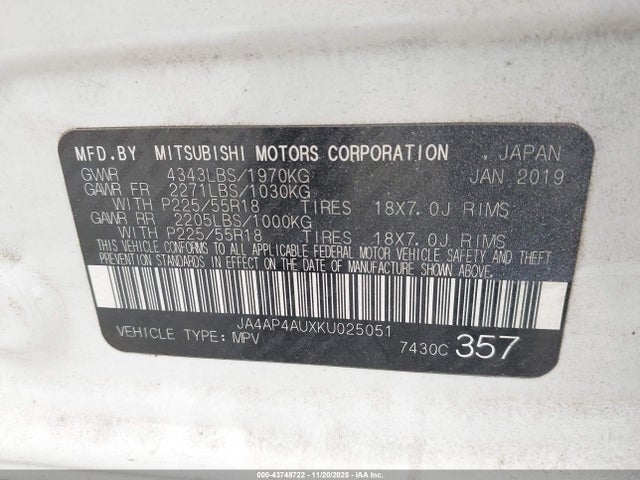 MFD.BY MITSUBISHI MOTORS CORPORATION , JAPAN
GVWR 4343LBS/1970KG JAN 2019
GAWR FR 2271LBS/1030KG
WITH P225/55R18 TIRES 18X7.0J RIMS
GAWR RR 2205LBS/1000KG
WITH P225/55R18 TIRES 18X7.0J RIMS
THIS VEHICLE CONFORMS TO ALL APPLICABLE FEDERAL MOTOR VEHICLE SAFETY AND THEFT
PREVENTION STANDARDS IN EFFECT ON THE DATE OF MANUFACTURE SHOWN ABOVE.
JA4AP4AUXKU025051
VEHICLE TYPE: MPV 7430C 357
000-43748722 - 11/20/2025 - IAAI